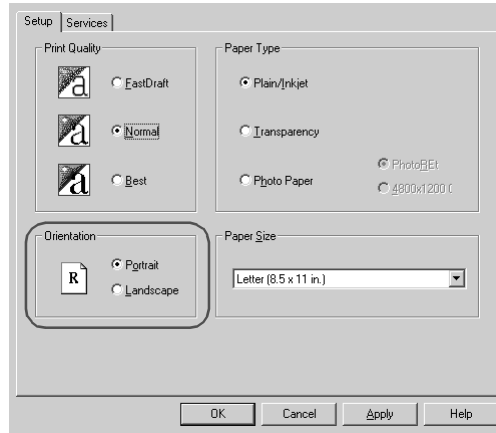 Setup
Services
Print Quality
a
FastDraft
a
Normal
a
Best
Paper Type
Plain/Inkjet
Transparency
Photo Paper
PhotoREt
4800x1200
Orientation
R
Portrait
Landscape
Paper Size
Letter (8.5 x 11 in.)
OK
Cancel
Apply
Help